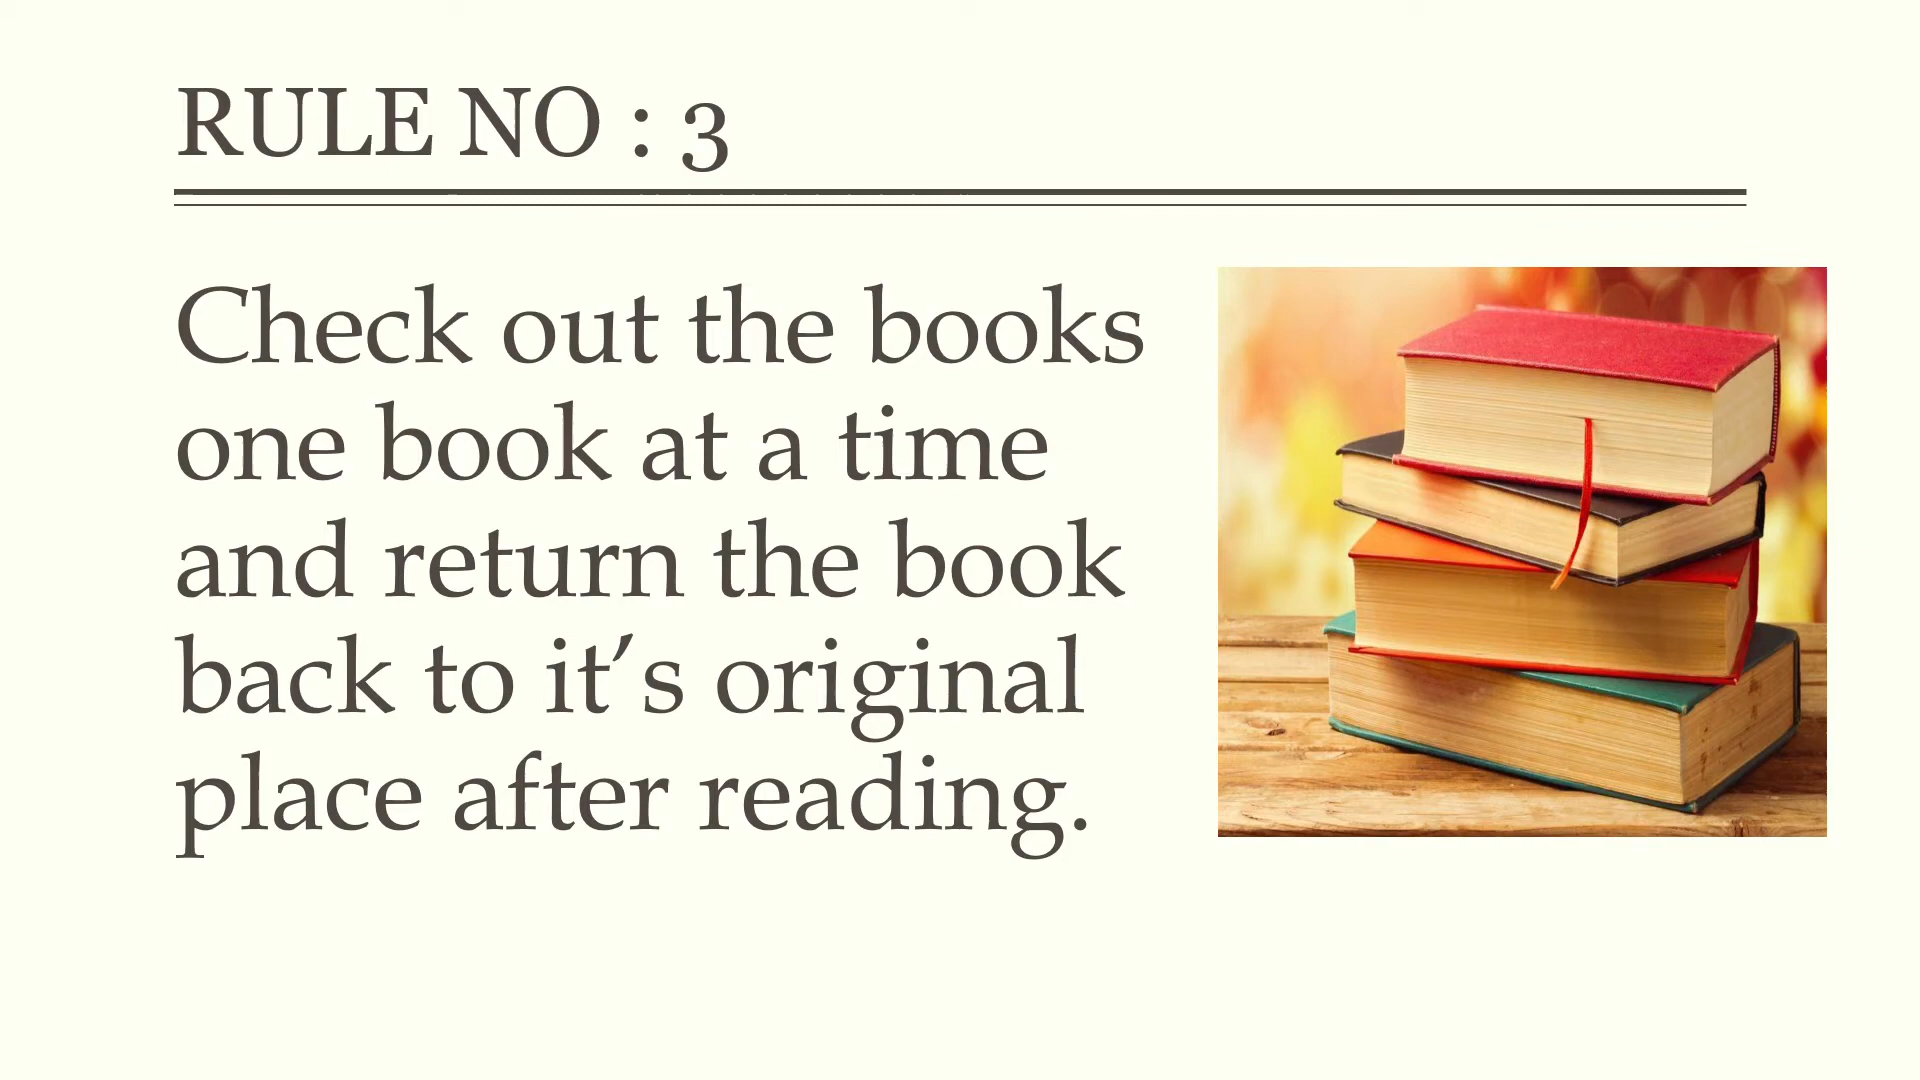 RULE NO : 3
Check out the books
one book at a time
and return the book
back to it’s original
place after reading.